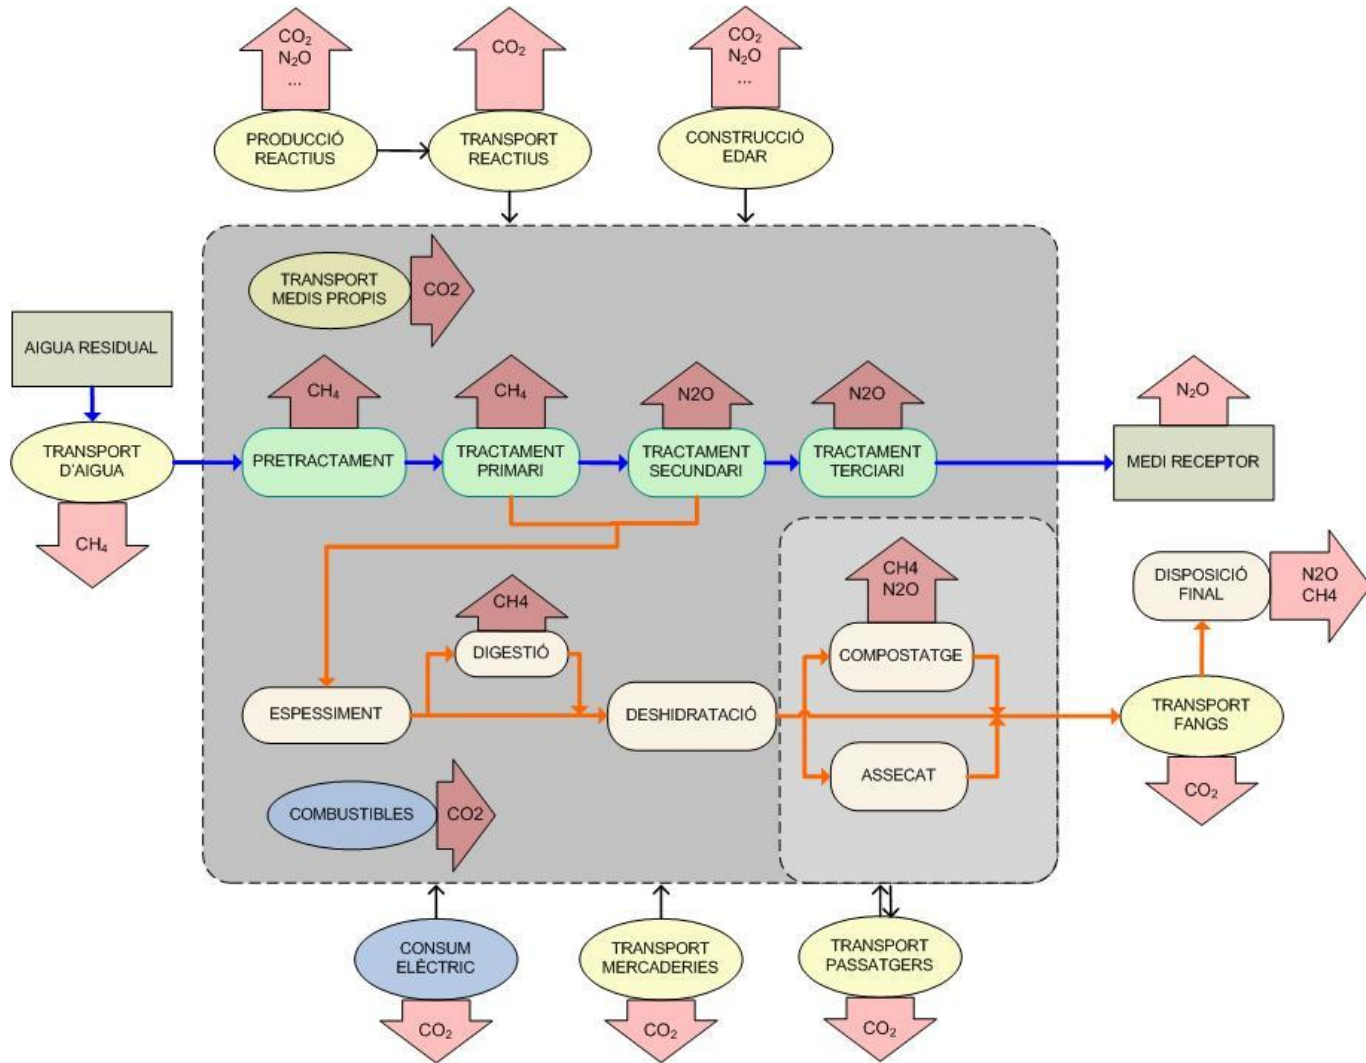 CO₂
N₂O
...
CO₂
CO₂
N₂O
...
PRODUCCIÓ
REACTIUS
TRANSPORT
REACTIUS
CONSTRUCCIÓ
EDAR
TRANSPORT
MEDIS PROPIS
CO2
AIGUA RESIDUAL
CH₄
CH₄
N2O
N2O
N₂O
TRANSPORT
D'AIGUA
PRETRACTAMENT
TRACTAMENT
PRIMARI
TRACTAMENT
SECUNDARI
TRACTAMENT
TERCIARI
MEDI RECEPTOR
CH₄
CH4
N2O
DISPOSICIÓ
FINAL
N2O
CH4
CH4
DIGESTIÓ
COMPOSTATGE
ESPESSIMENT
DESHIDRATACIÓ
TRANSPORT
FANGS
ASSECAT
CO₂
COMBUSTIBLES
CO2
CONSUM
ELÈCTRIC
TRANSPORT
MERCADERIES
TRANSPORT
PASSATGERS
CO₂
CO₂
CO₂